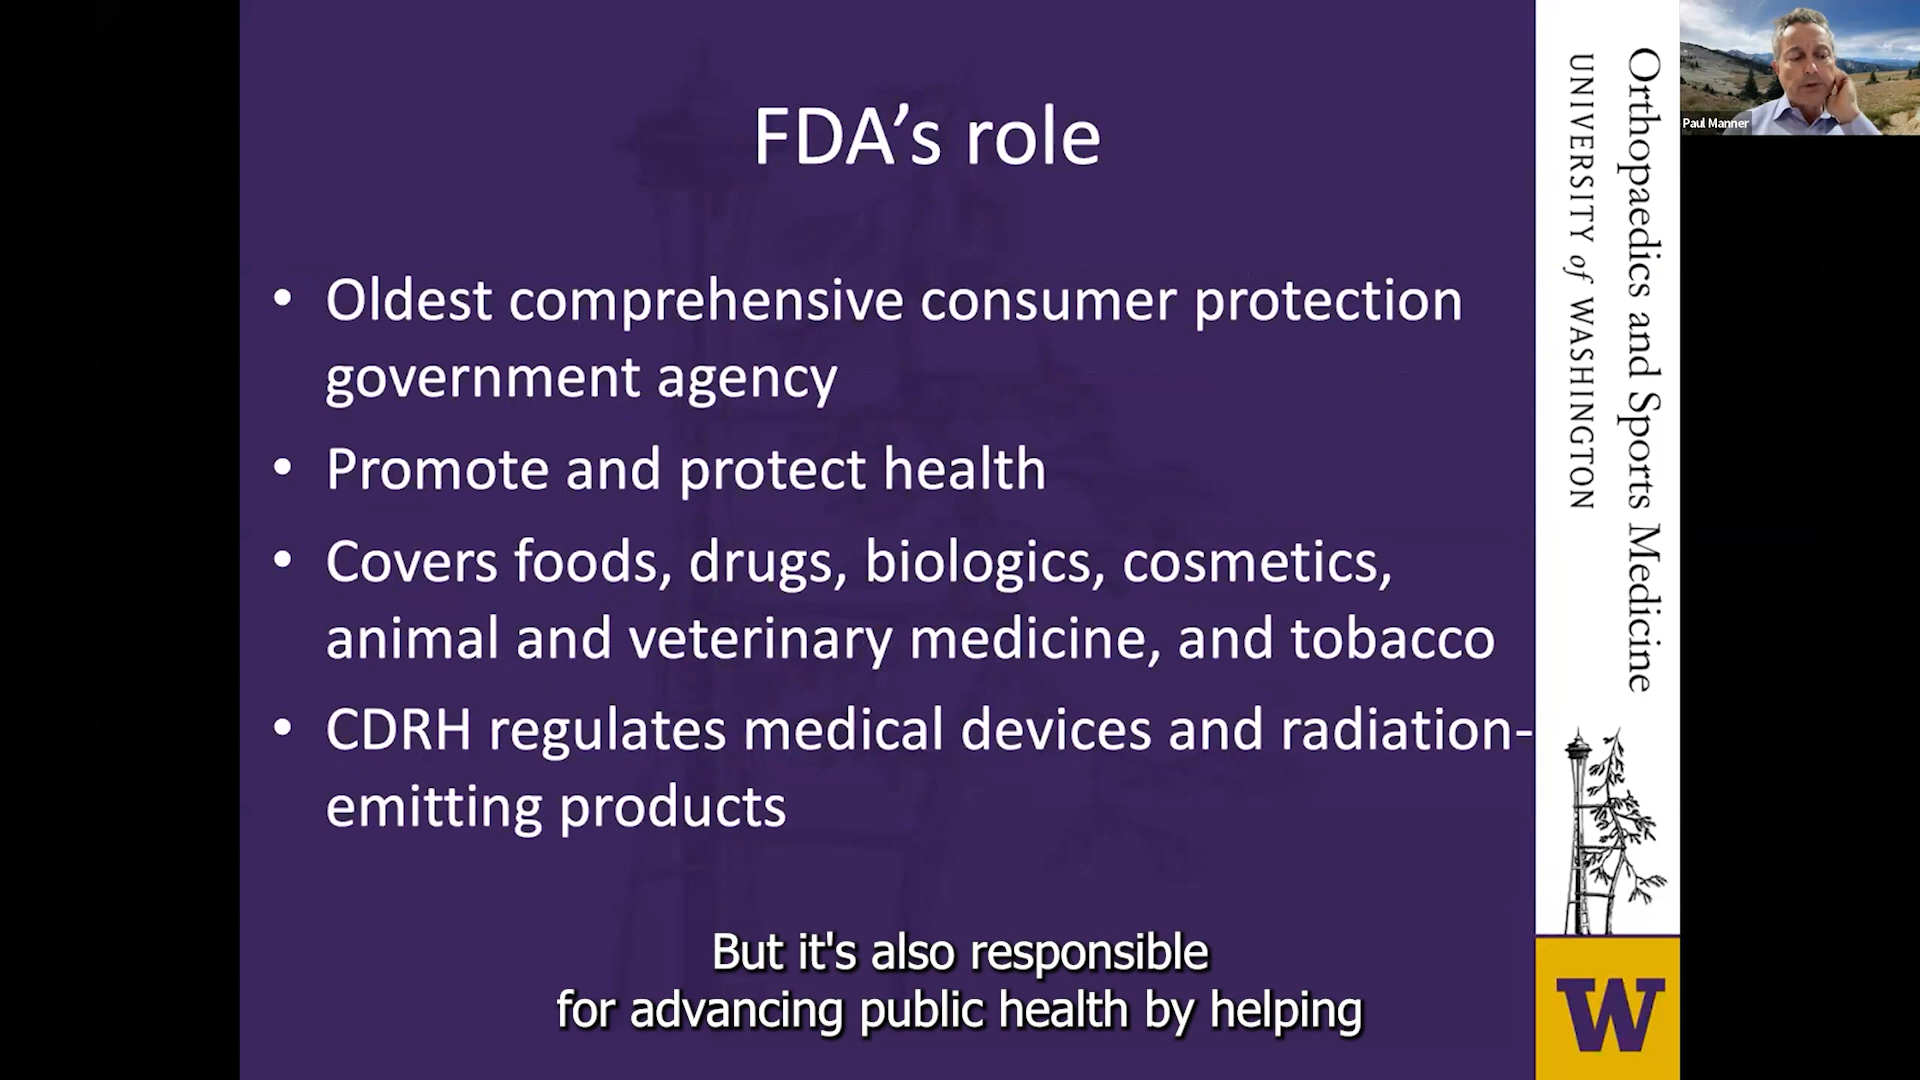 FDA’s role
• Oldest comprehensive consumer protection
government agency
• Promote and protect health
• Covers foods, drugs, biologics, cosmetics,
animal and veterinary medicine, and tobacco
• CDRH regulates medical devices and radiation-
emitting products
But it's also responsible
for advancing public health by helping
Orthopaedics and Sports Medicine
UNIVERSITY of WASHINGTON
W
Paul Manner